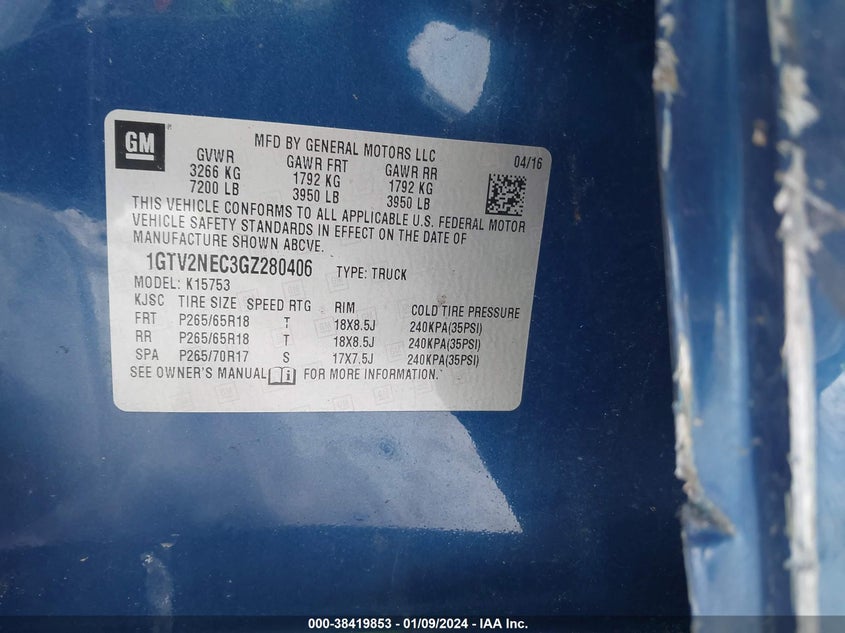 GM
MFD BY GENERAL MOTORS LLC
04/16
GVWR GAWR FRT GAWR RR
3266 KG 1792 KG 1792 KG
7200 LB 3950 LB 3950 LB
THIS VEHICLE CONFORMS TO ALL APPLICABLE U.S. FEDERAL MOTOR
VEHICLE SAFETY STANDARDS IN EFFECT ON THE DATE OF
MANUFACTURE SHOWN ABOVE.
1GTV2NEC3GZ280406 TYPE: TRUCK
MODEL: K15753
KJSC TIRE SIZE SPEED RTG RIM COLD TIRE PRESSURE
FRT P265/65R18 T 18X8.5J 240KPA(35PSI)
RR P265/65R18 T 18X8.5J 240KPA(35PSI)
SPA P265/70R17 S 17X7.5J 240KPA(35PSI)
SEE OWNER'S MANUAL FOR MORE INFORMATION.
000-38419853 - 01/09/2024 - IAA Inc.